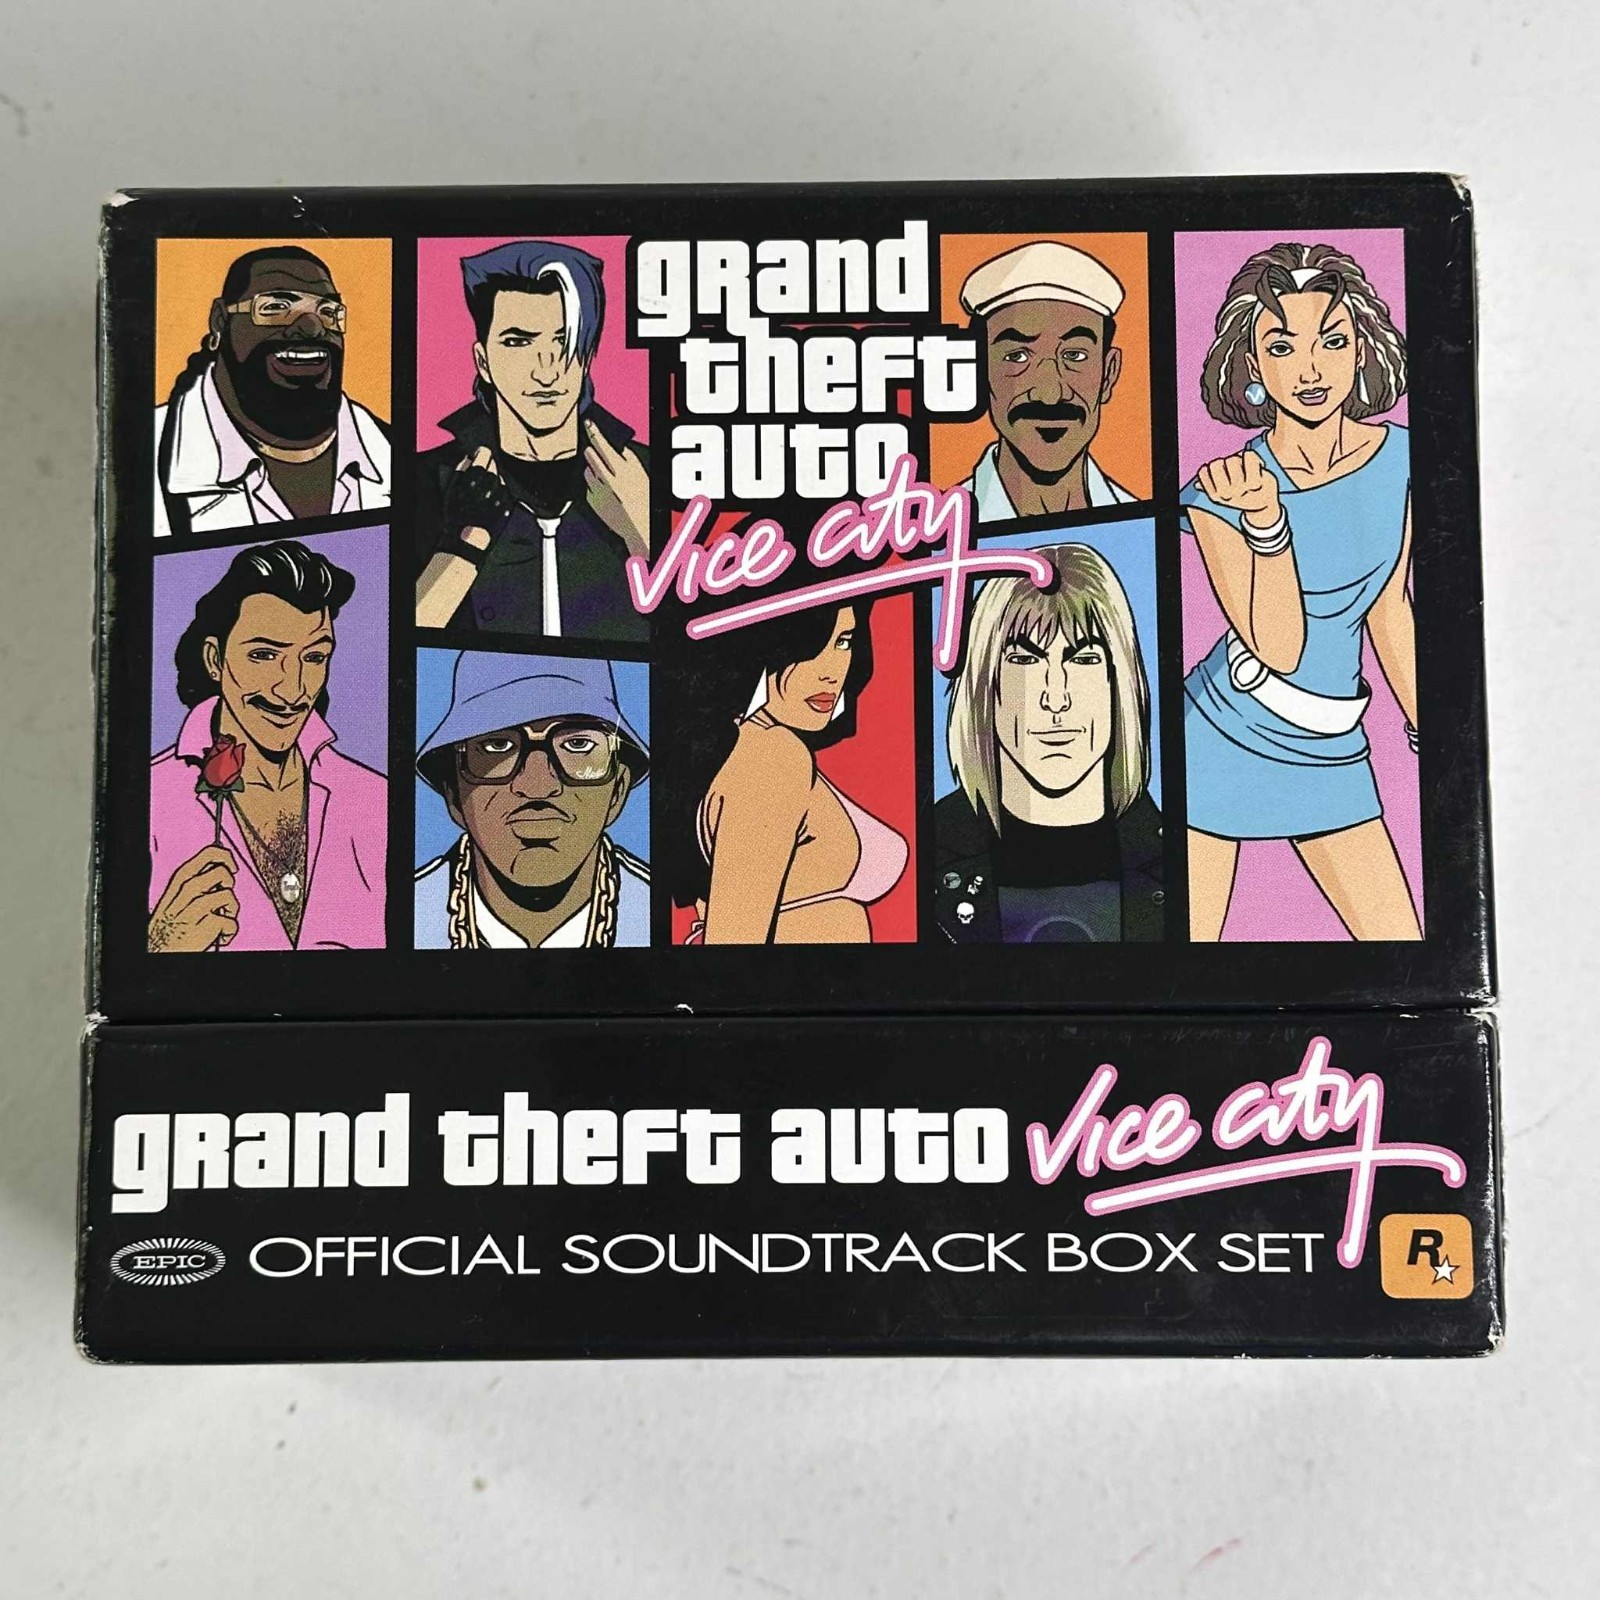 grand
theft
auto
Vice City
grand theft auto Vice City
EPIC OFFICIAL SOUNDTRACK BOX SET R